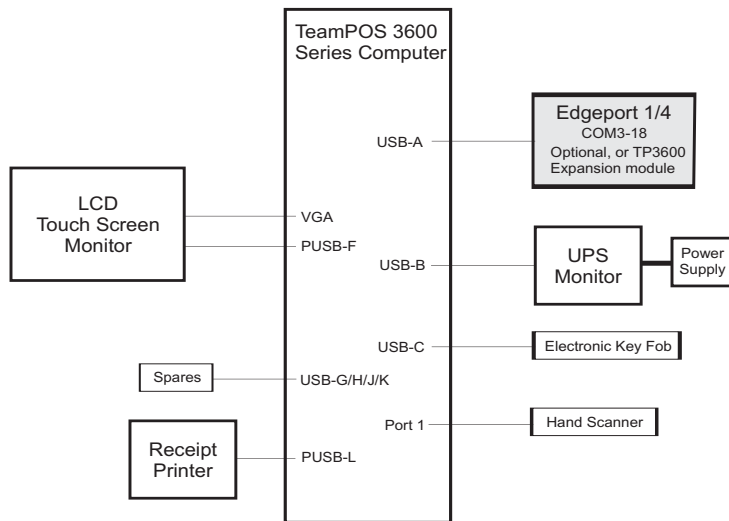 TeamPOS 3600
Series Computer
USB-A
Edgeport 1/4
COM3-18
Optional, or TP3600
Expansion module
LCD
Touch Screen
Monitor
VGA
PUSB-F
USB-B
UPS
Monitor
Power
Supply
USB-C
Electronic Key Fob
Spares
USB-G/H/J/K
Port 1
Hand Scanner
Receipt
Printer
PUSB-L